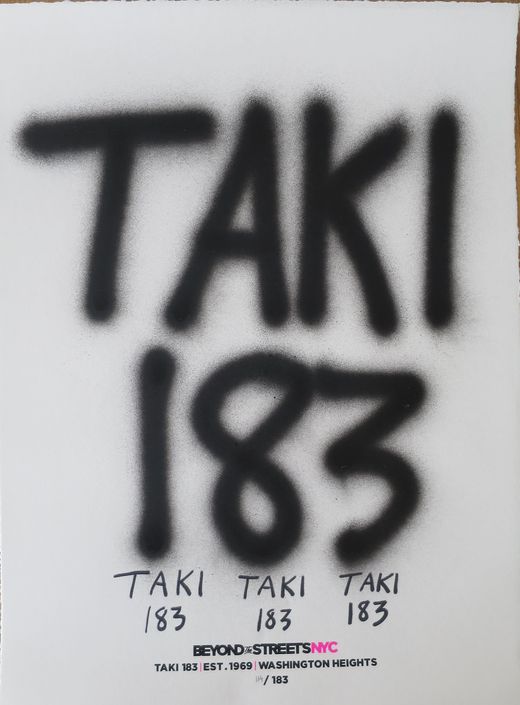 TAKI
183
TAKI TAKI TAKI
183 183 183
BEYOND the STREETS NYC
TAKI 183 | EST. 1969 | WASHINGTON HEIGHTS
/ 183